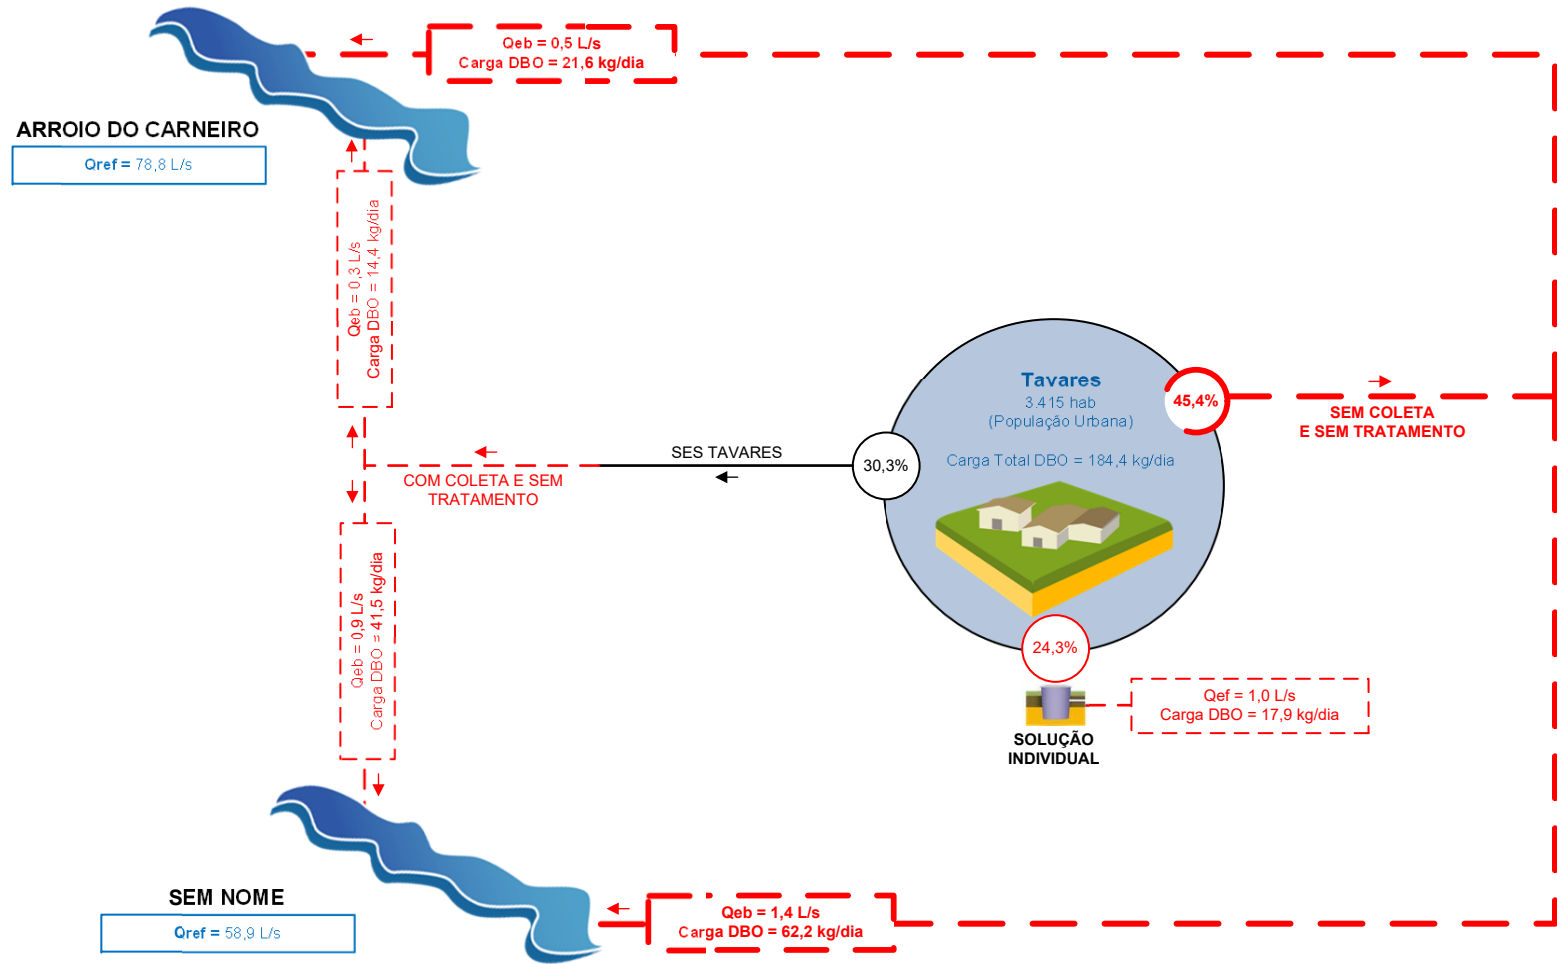 Qeb = 0,5 L/s
Carga DBO = 21,6 kg/dia
ARROIO DO CARNEIRO
Qref = 78,8 L/s
Qeb = 0,3 L/s
Carga DBO = 14,4 kg/dia
Tavares
3.415 hab
(População Urbana)
Carga Total DBO = 184,4 kg/dia
45,4%
SEM COLETA
E SEM TRATAMENTO
SES TAVARES
30,3%
COM COLETA E SEM
TRATAMENTO
Qeb = 0,9 L/s
Carga DBO = 41,5 kg/dia
24,3%
SOLUÇÃO
INDIVIDUAL
Qef = 1,0 L/s
Carga DBO = 17,9 kg/dia
SEM NOME
Qref = 58,9 L/s
Qeb = 1,4 L/s
Carga DBO = 62,2 kg/dia